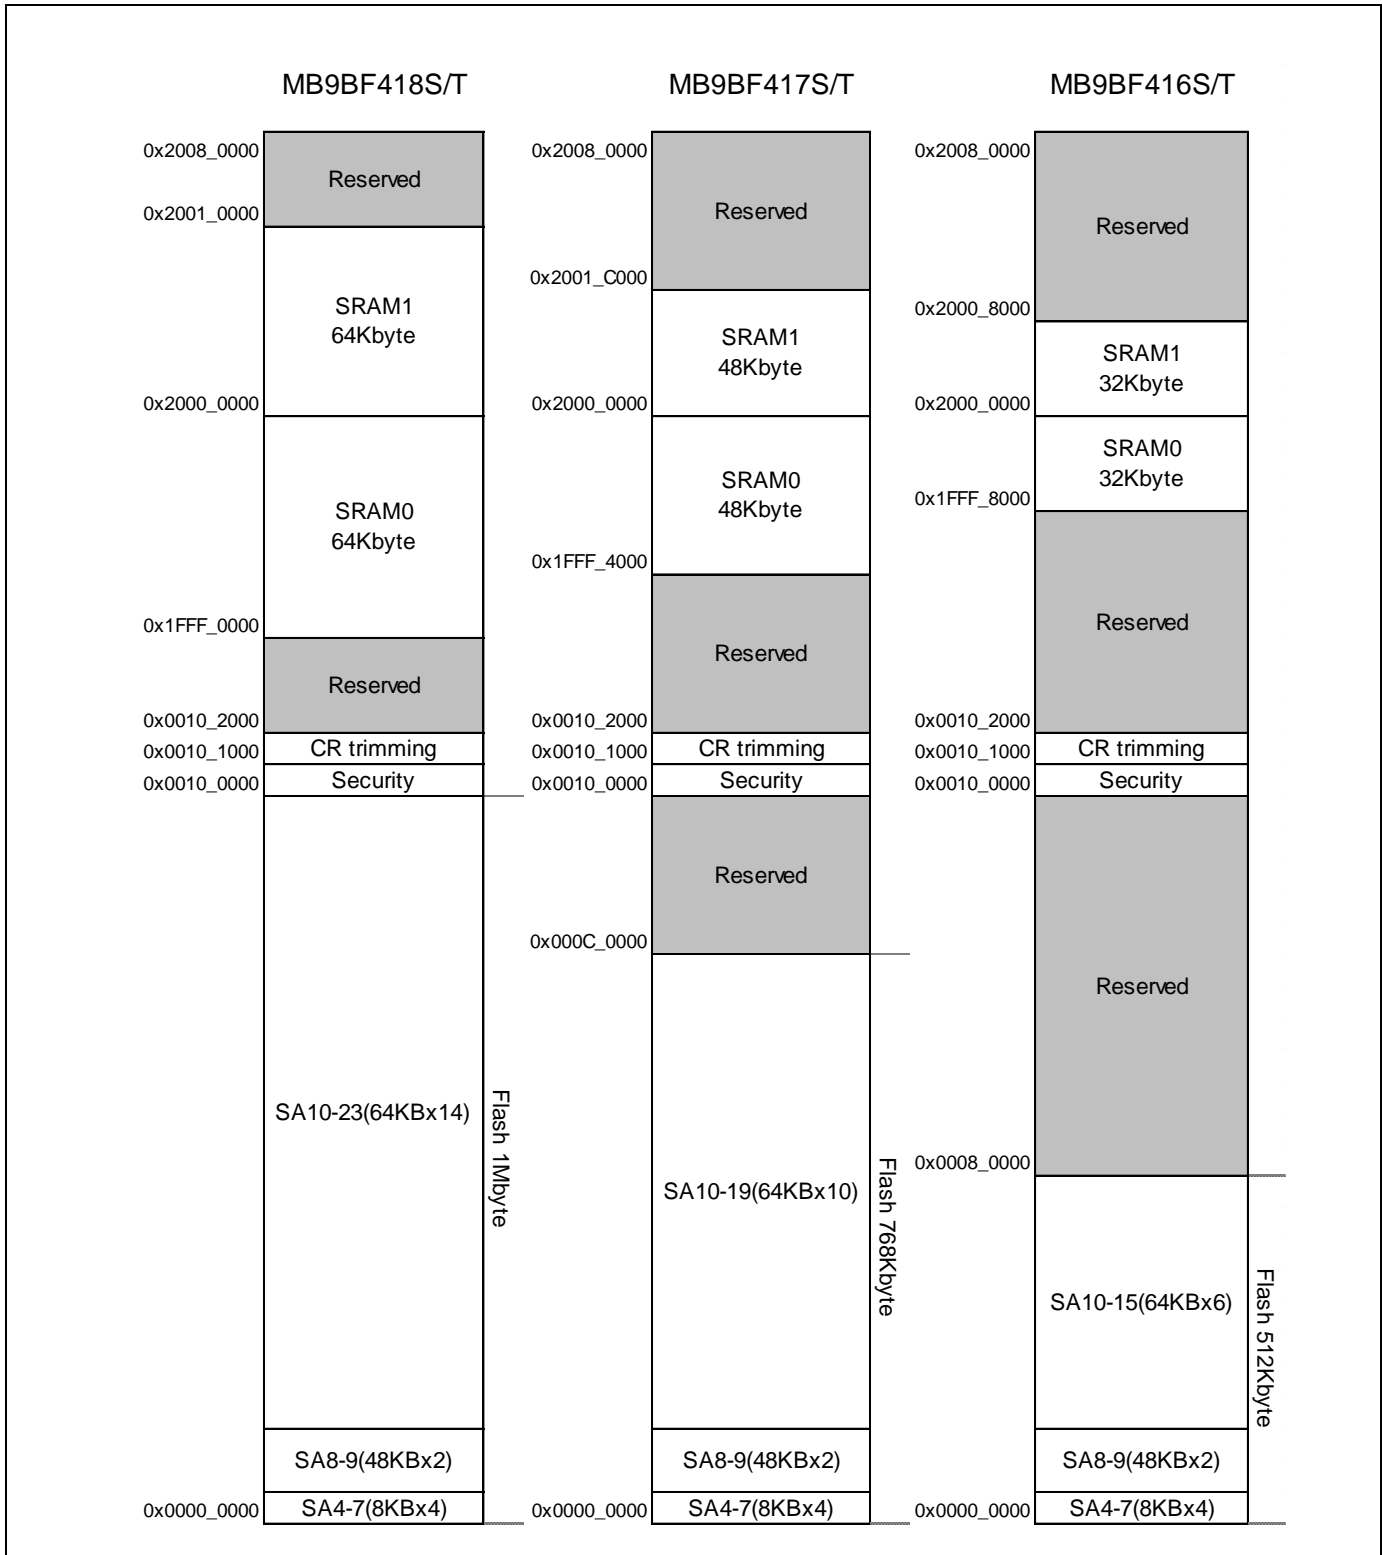 MB9BF418S/T
0x2008_0000
Reserved
0x2001_0000
SRAM1
64Kbyte
0x2000_0000
SRAM0
64Kbyte
0x1FFF_0000
Reserved
0x0010_2000
CR trimming
0x0010_1000
Security
0x0010_0000
SA10-23(64KBx14)
Flash 1Mbyte
SA8-9(48KBx2)
SA4-7(8KBx4)
0x0000_0000
MB9BF417S/T
0x2008_0000
Reserved
0x2001_C000
SRAM1
48Kbyte
0x2000_0000
SRAM0
48Kbyte
0x1FFF_4000
Reserved
0x0010_2000
CR trimming
0x0010_1000
Security
0x0010_0000
Reserved
0x000C_0000
SA10-19(64KBx10)
Flash 768Kbyte
SA8-9(48KBx2)
SA4-7(8KBx4)
0x0000_0000
MB9BF416S/T
0x2008_0000
Reserved
0x2000_8000
SRAM1
32Kbyte
0x2000_0000
SRAM0
32Kbyte
0x1FFF_8000
Reserved
0x0010_2000
CR trimming
0x0010_1000
Security
0x0010_0000
Reserved
0x0008_0000
SA10-15(64KBx6)
Flash 512Kbyte
SA8-9(48KBx2)
SA4-7(8KBx4)
0x0000_0000